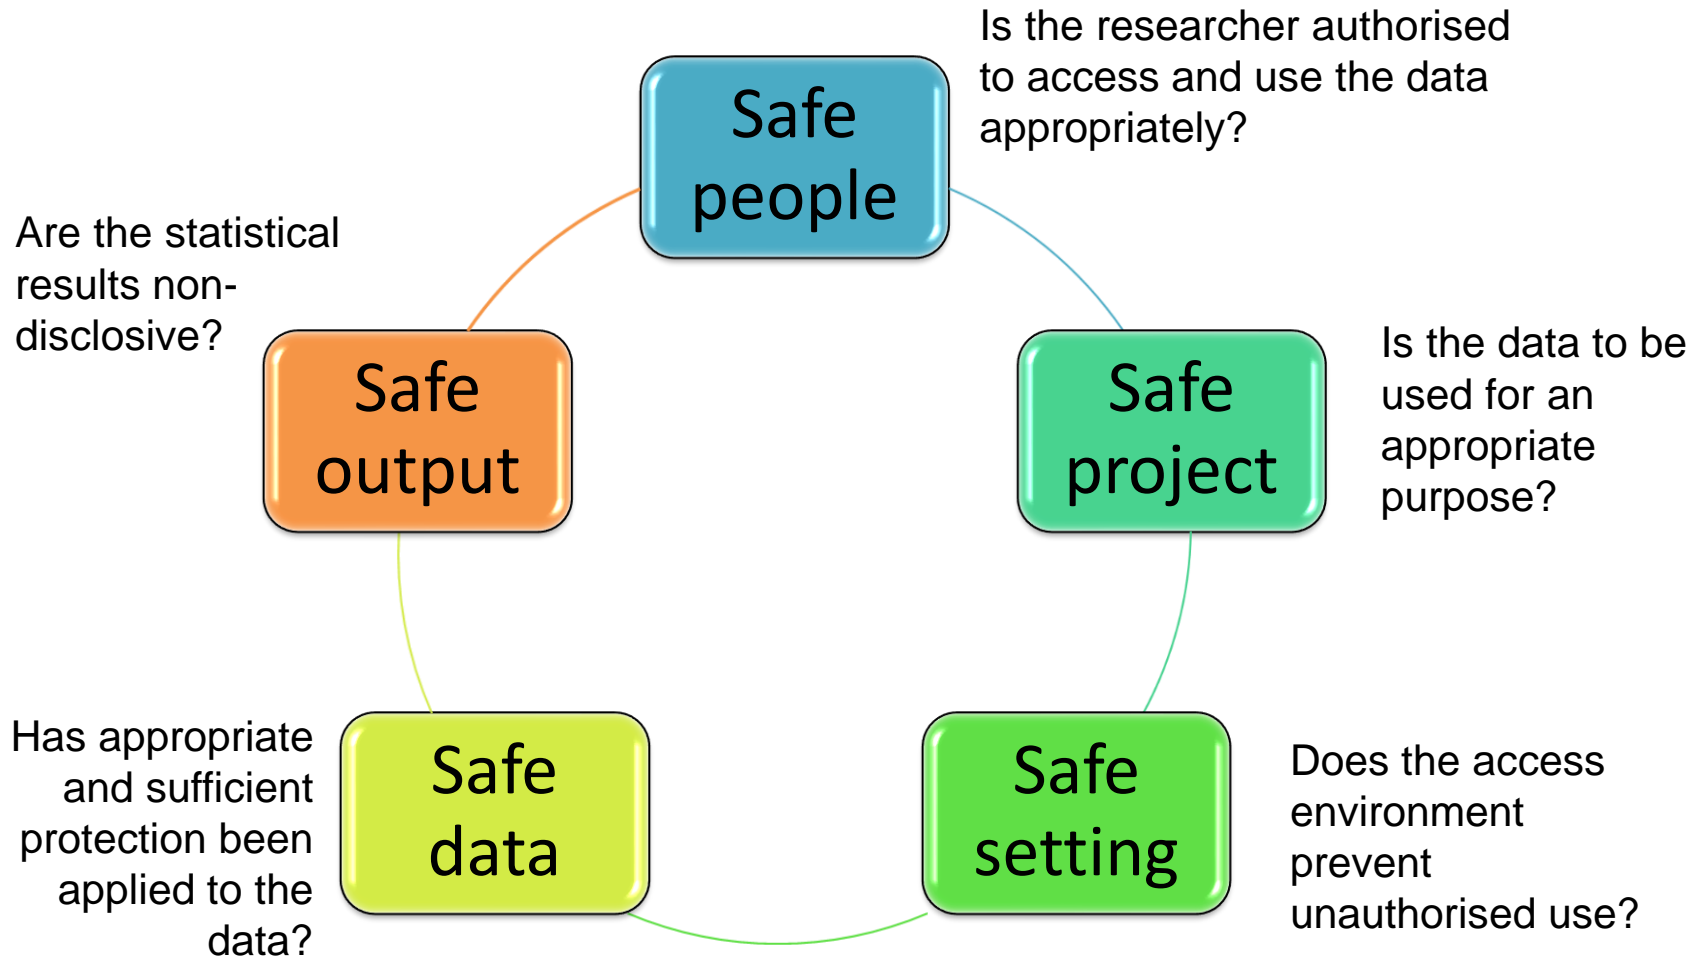 Is the researcher authorised
to access and use the data
appropriately?
Safe
people
Are the statistical
results non-
disclosive?
Safe
output
Safe
project
Is the data to be
used for an
appropriate
purpose?
Has appropriate
and sufficient
protection been
applied to the
data?
Safe
data
Safe
setting
Does the access
environment
prevent
unauthorised use?